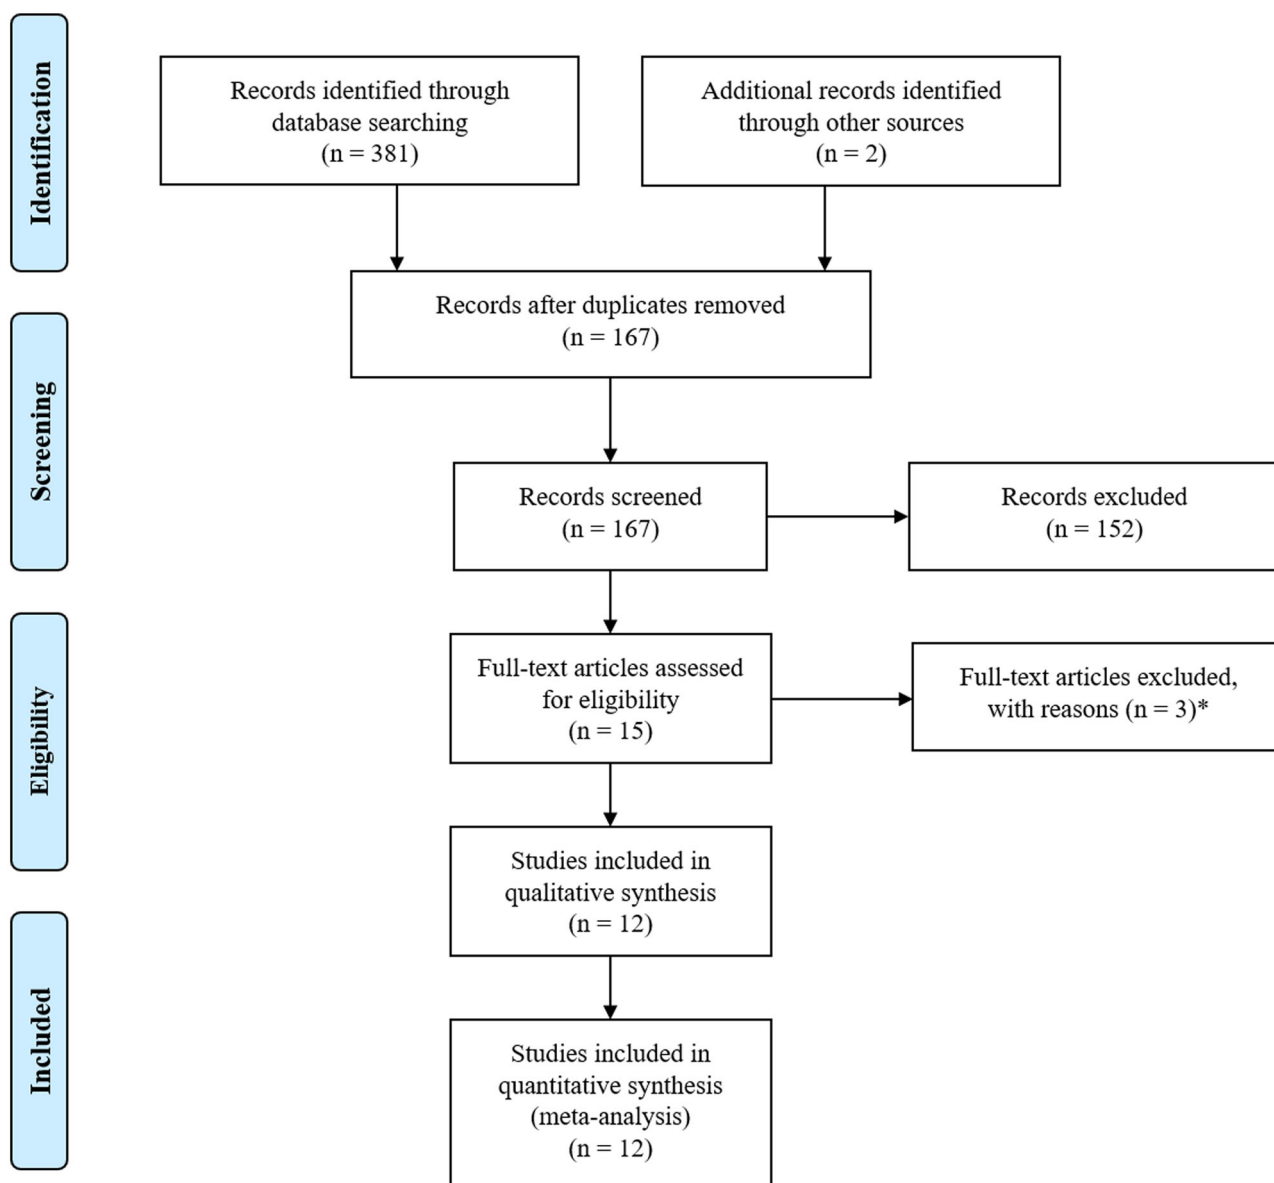 Identification
Records identified through
database searching
(n = 381)
Additional records identified
through other sources
(n = 2)
Records after duplicates removed
(n = 167)
Screening
Records screened
(n = 167)
Records excluded
(n = 152)
Eligibility
Full-text articles assessed
for eligibility
(n = 15)
Full-text articles excluded,
with reasons (n = 3)*
Studies included in
qualitative synthesis
(n = 12)
Included
Studies included in
quantitative synthesis
(meta-analysis)
(n = 12)